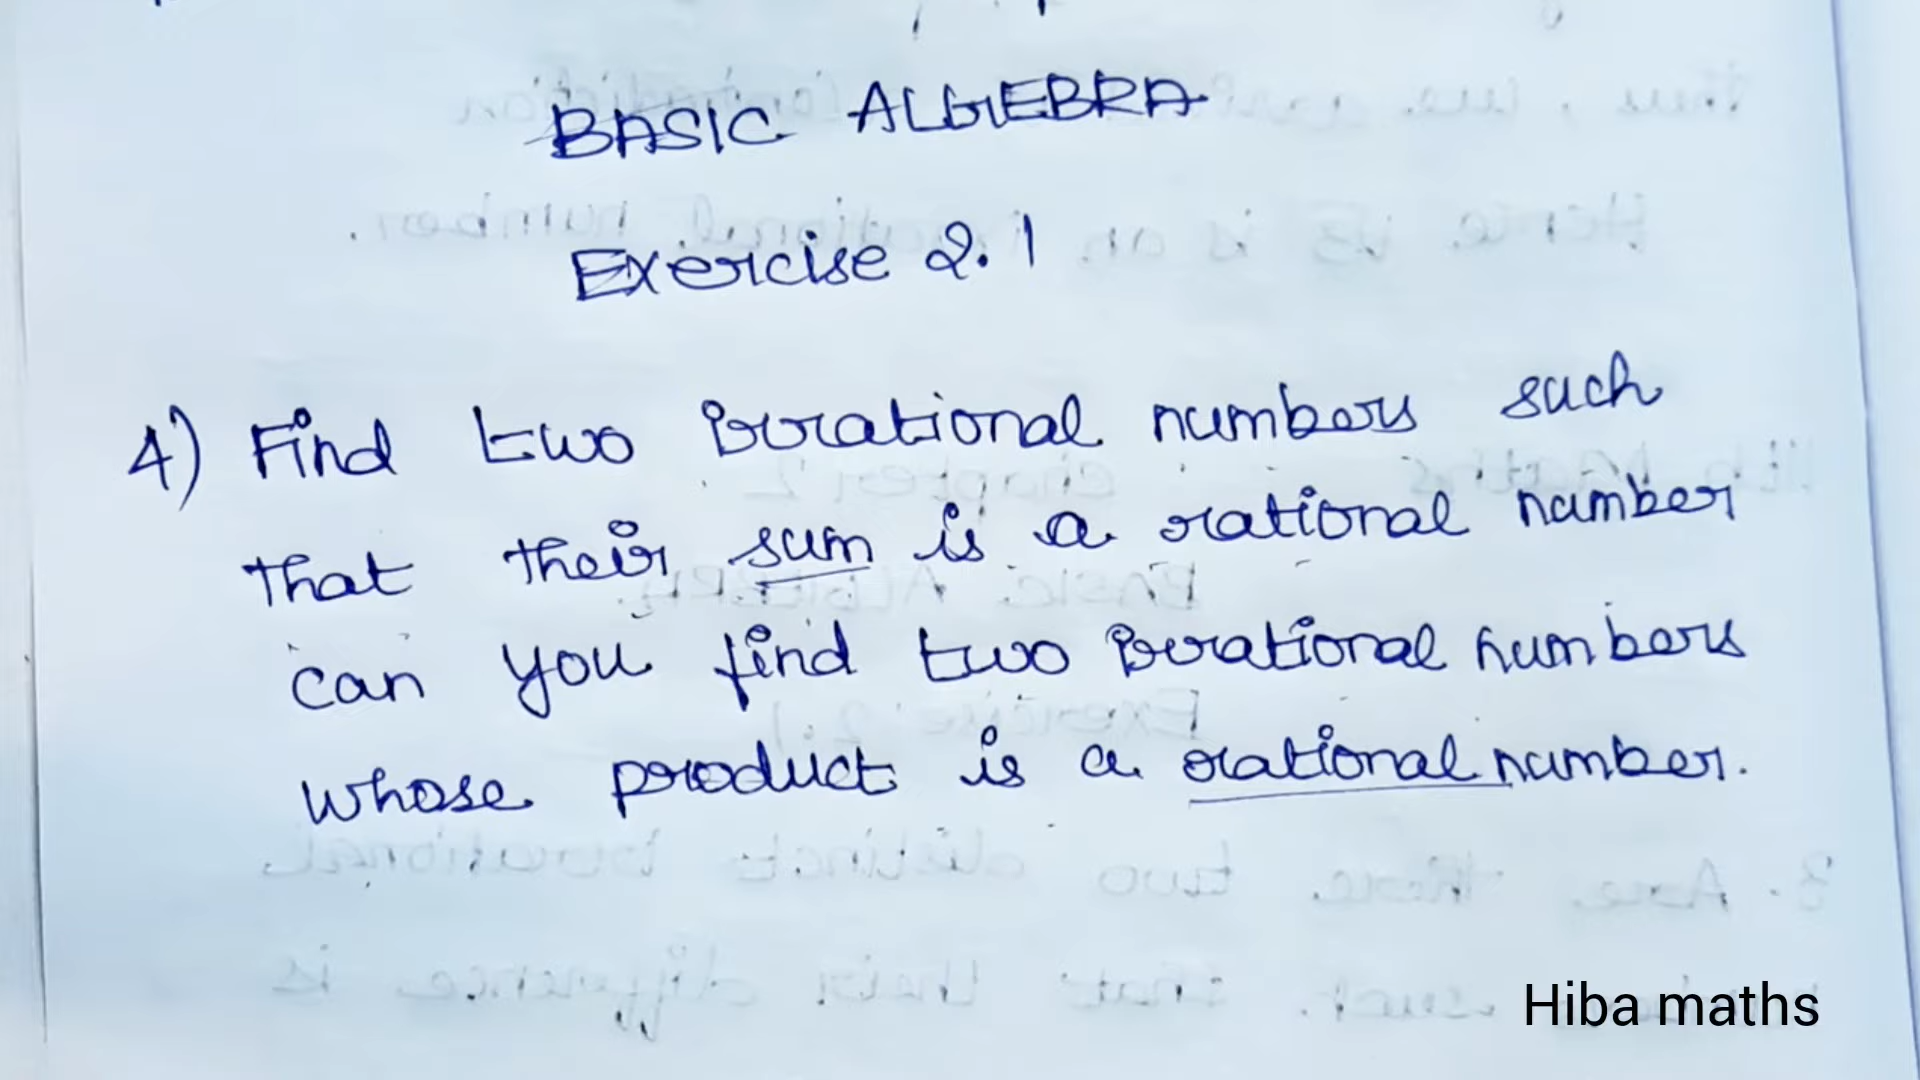 BASIC ALGEBRA
Exercise 2.1
4) Find two irrational numbers such
that their sum is a rational number
can you find two irrational numbers
whose product is a rational number.
Hiba maths